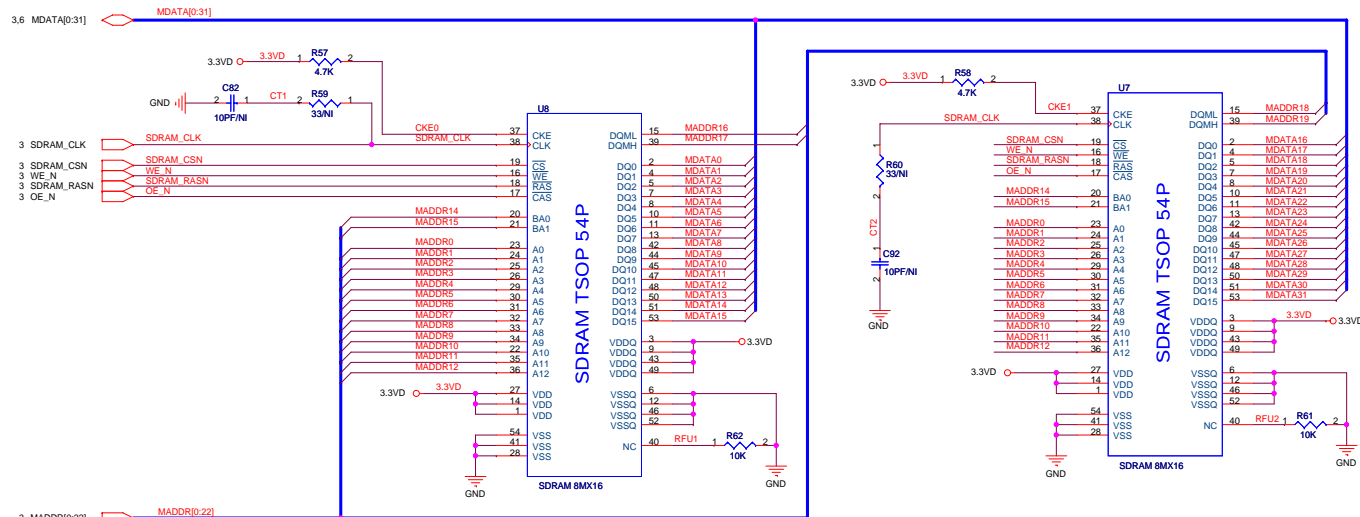 3,6 MDATA[0:31]
MDATA[0:31]
3.3VD 3.3VD 1 R57 2
4.7K
GND 2 C82 1 CT1 2 R59 1
10PF/NI 33/NI
3 SDRAM_CLK SDRAM_CLK
3 SDRAM_CSN SDRAM_CSN
3 WE_N WE_N
3 SDRAM_RASN SDRAM_RASN
3 OE_N OE_N
U8
CKE0 37 CKE
SDRAM_CLK 38 CLK
19 CS
16 WE
18 RAS
17 CAS
MADDR14 20 BA0
MADDR15 21 BA1
MADDR0 23 A0
MADDR1 24 A1
MADDR2 25 A2
MADDR3 26 A3
MADDR4 29 A4
MADDR5 30 A5
MADDR6 31 A6
MADDR7 32 A7
MADDR8 33 A8
MADDR9 34 A9
MADDR10 22 A10
MADDR11 35 A11
MADDR12 36 A12
3.3VD 3.3VD 27 VDD
14 VDD
1 VDD
54 VSS
41 VSS
28 VSS
GND
SDRAM TSOP 54P
DQML 15 MADDR16
DQMH 39 MADDR17
DQ0 2 MDATA0
DQ1 4 MDATA1
DQ2 5 MDATA2
DQ3 7 MDATA3
DQ4 8 MDATA4
DQ5 10 MDATA5
DQ6 11 MDATA6
DQ7 13 MDATA7
DQ8 42 MDATA8
DQ9 44 MDATA9
DQ10 45 MDATA10
DQ11 47 MDATA11
DQ12 48 MDATA12
DQ13 50 MDATA13
DQ14 51 MDATA14
DQ15 53 MDATA15
VDDQ 3 3.3VD
VDDQ 9
VDDQ 43
VDDQ 49
VSSQ 6
VSSQ 12
VSSQ 46
VSSQ 52
NC 40 RFU1 1 R62 2
10K
GND
SDRAM 8MX16
3.3VD 3.3VD 1 R58 2
4.7K
SDRAM_CLK
1
R60
33/NI
2
CT2
1
C92
10PF/NI
2
GND
U7
CKE1 37 CKE
38 CLK
SDRAM_CSN 19 CS
WE_N 16 WE
SDRAM_RASN 18 RAS
OE_N 17 CAS
MADDR14 20 BA0
MADDR15 21 BA1
MADDR0 23 A0
MADDR1 24 A1
MADDR2 25 A2
MADDR3 26 A3
MADDR4 29 A4
MADDR5 30 A5
MADDR6 31 A6
MADDR7 32 A7
MADDR8 33 A8
MADDR9 34 A9
MADDR10 22 A10
MADDR11 35 A11
MADDR12 36 A12
3.3VD 27 VDD
14 VDD
1 VDD
54 VSS
41 VSS
28 VSS
GND
SDRAM TSOP 54P
DQML 15 MADDR18
DQMH 39 MADDR19
DQ0 2 MDATA16
DQ1 4 MDATA17
DQ2 5 MDATA18
DQ3 7 MDATA19
DQ4 8 MDATA20
DQ5 10 MDATA21
DQ6 11 MDATA22
DQ7 13 MDATA23
DQ8 42 MDATA24
DQ9 44 MDATA25
DQ10 45 MDATA26
DQ11 47 MDATA27
DQ12 48 MDATA28
DQ13 50 MDATA29
DQ14 51 MDATA30
DQ15 53 MDATA31
VDDQ 3 3.3VD 3.3VD
VDDQ 9
VDDQ 43
VDDQ 49
VSSQ 6
VSSQ 12
VSSQ 46
VSSQ 52
NC 40 RFU2 1 R61 2
10K
GND
SDRAM 8MX16
3 MADDR[0:22] MADDR[0:22]